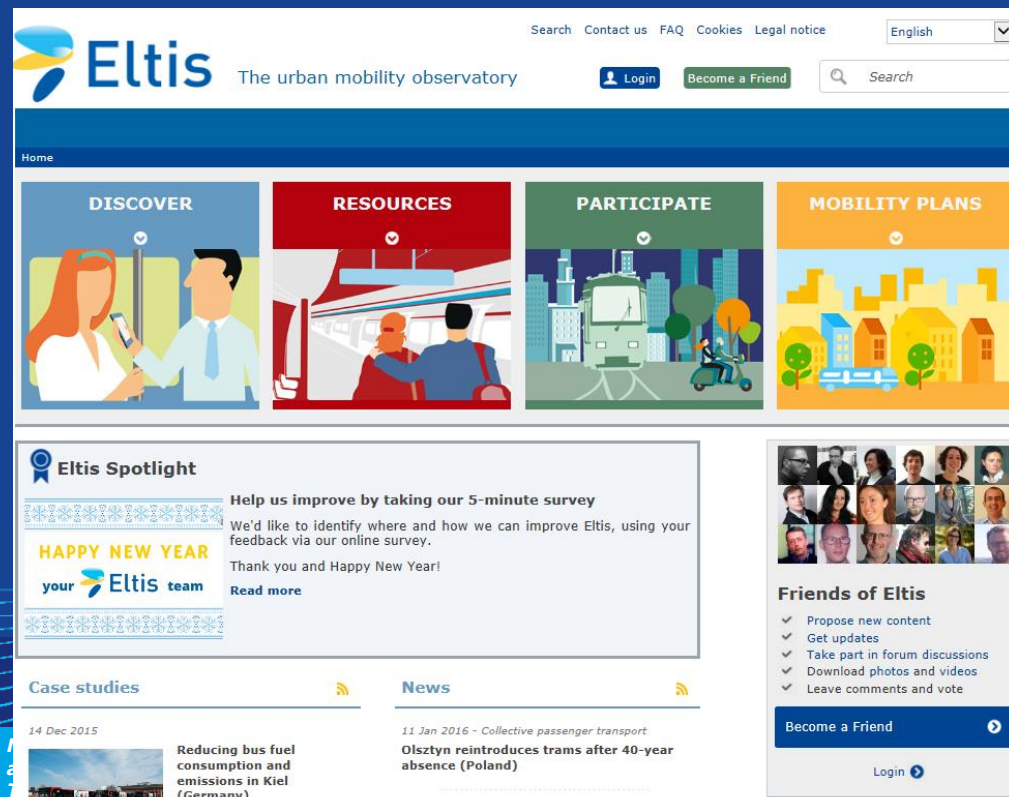 Search Contact us FAQ Cookies Legal notice
English
Eltis
The urban mobility observatory
Login
Become a Friend
Search
Home
DISCOVER
RESOURCES
PARTICIPATE
MOBILITY PLANS
Eltis Spotlight
HAPPY NEW YEAR
your Eltis team
Help us improve by taking our 5-minute survey
We'd like to identify where and how we can improve Eltis, using your
feedback via our online survey.
Thank you and Happy New Year!
Read more
Friends of Eltis
Propose new content
Get updates
Take part in forum discussions
Download photos and videos
Leave comments and vote
Become a Friend
Login
Case studies
14 Dec 2015
Reducing bus fuel
consumption and
emissions in Kiel
(Germany)
News
11 Jan 2016 - Collective passenger transport
Olsztyn reintroduces trams after 40-year
absence (Poland)